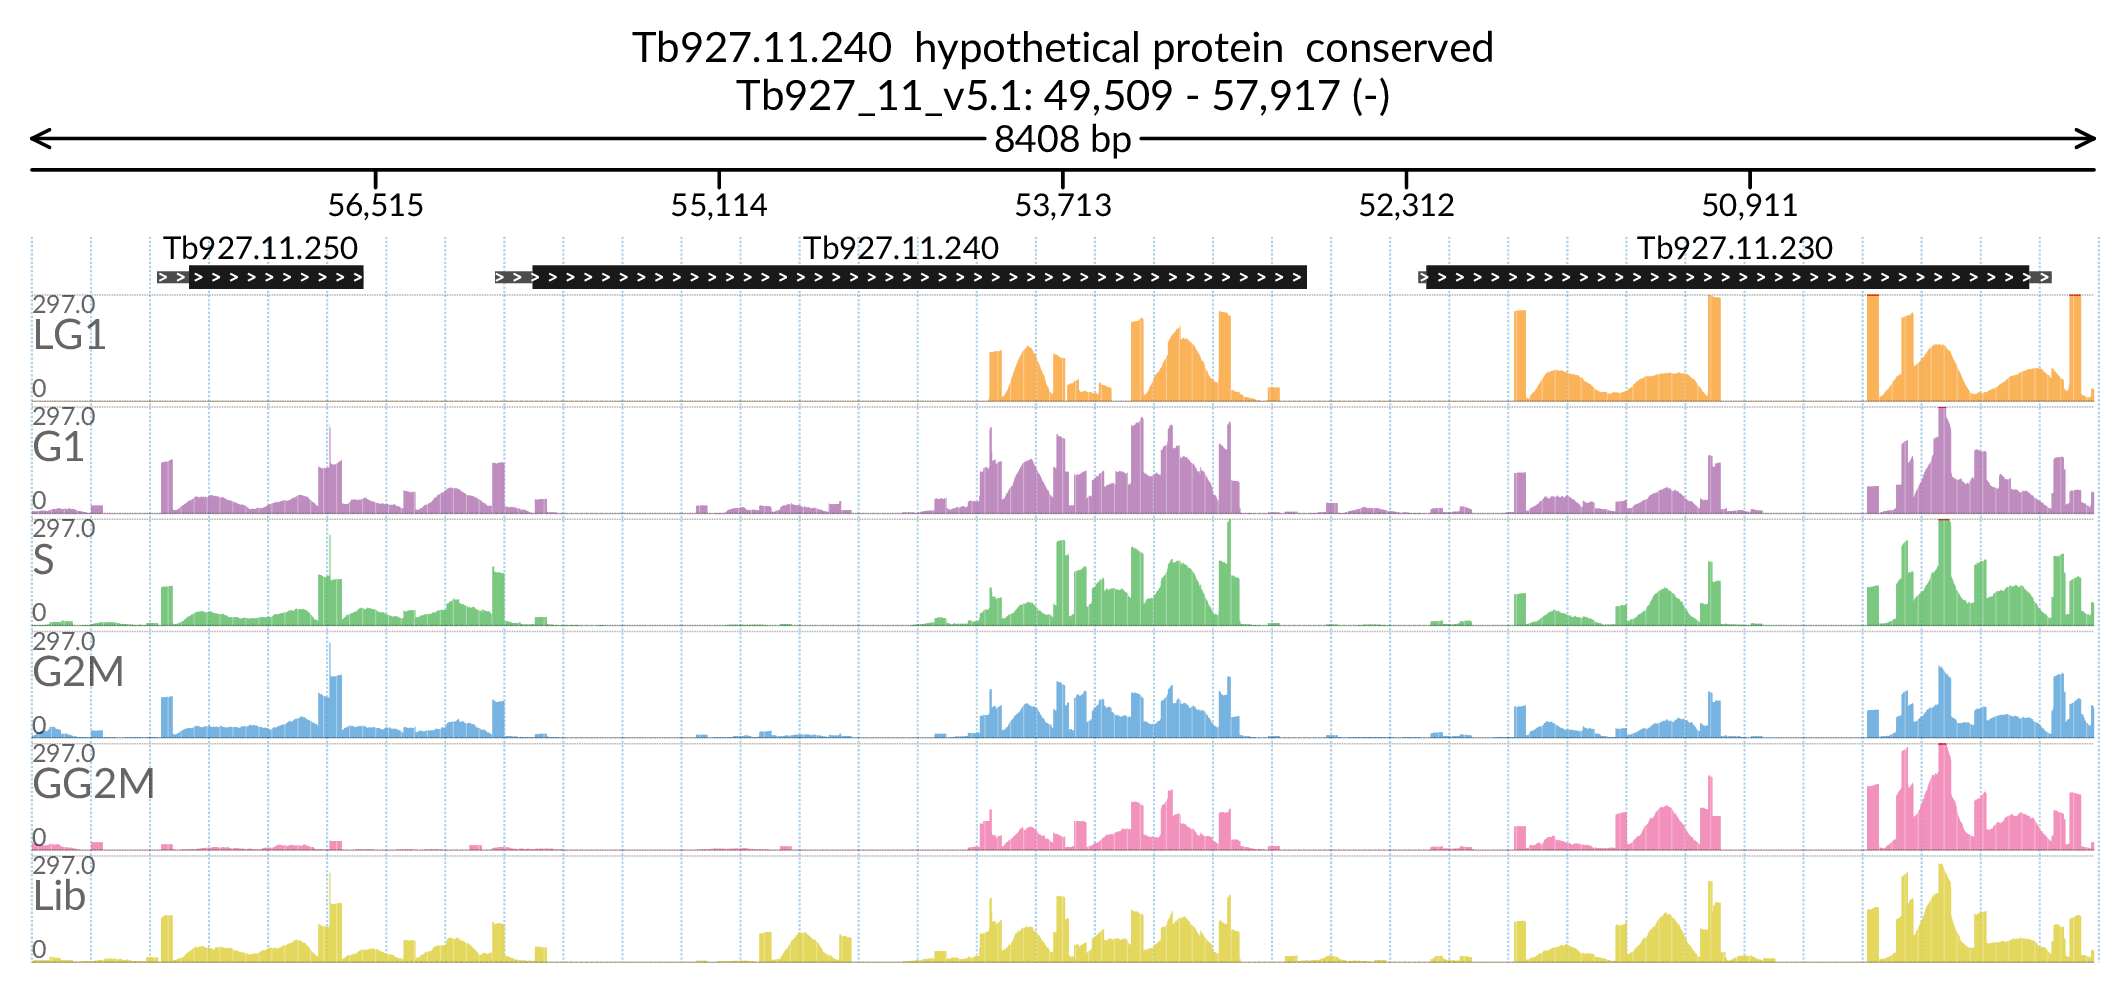 Tb927.11.240 hypothetical protein conserved
Tb927_11_v5.1: 49,509 - 57,917 (-)
8408 bp
56,515 55,114 53,713 52,312 50,911
Tb927.11.250 Tb927.11.240 Tb927.11.230
297.0
LG1
0
297.0
G1
0
297.0
S
0
297.0
G2M
0
297.0
GG2M
0
297.0
Lib
0